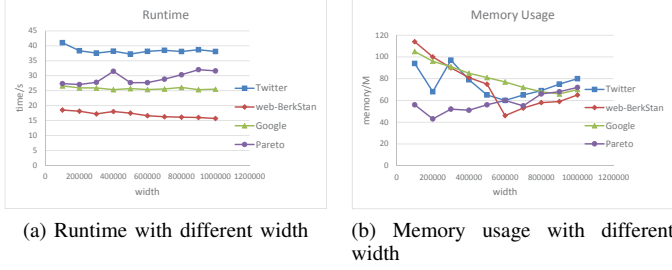 Runtime
45
40
35
30
25
20
15
10
5
0
time/s
0 200000 400000 600000 800000 1000000 1200000
width
Twitter
web-BerkStan
Google
Pareto
(a) Runtime with different width
Memory Usage
120
100
80
60
40
20
0
memory/M
0 200000 400000 600000 800000 1000000 1200000
width
Twitter
web-BerkStan
Google
Pareto
(b) Memory usage with different
width